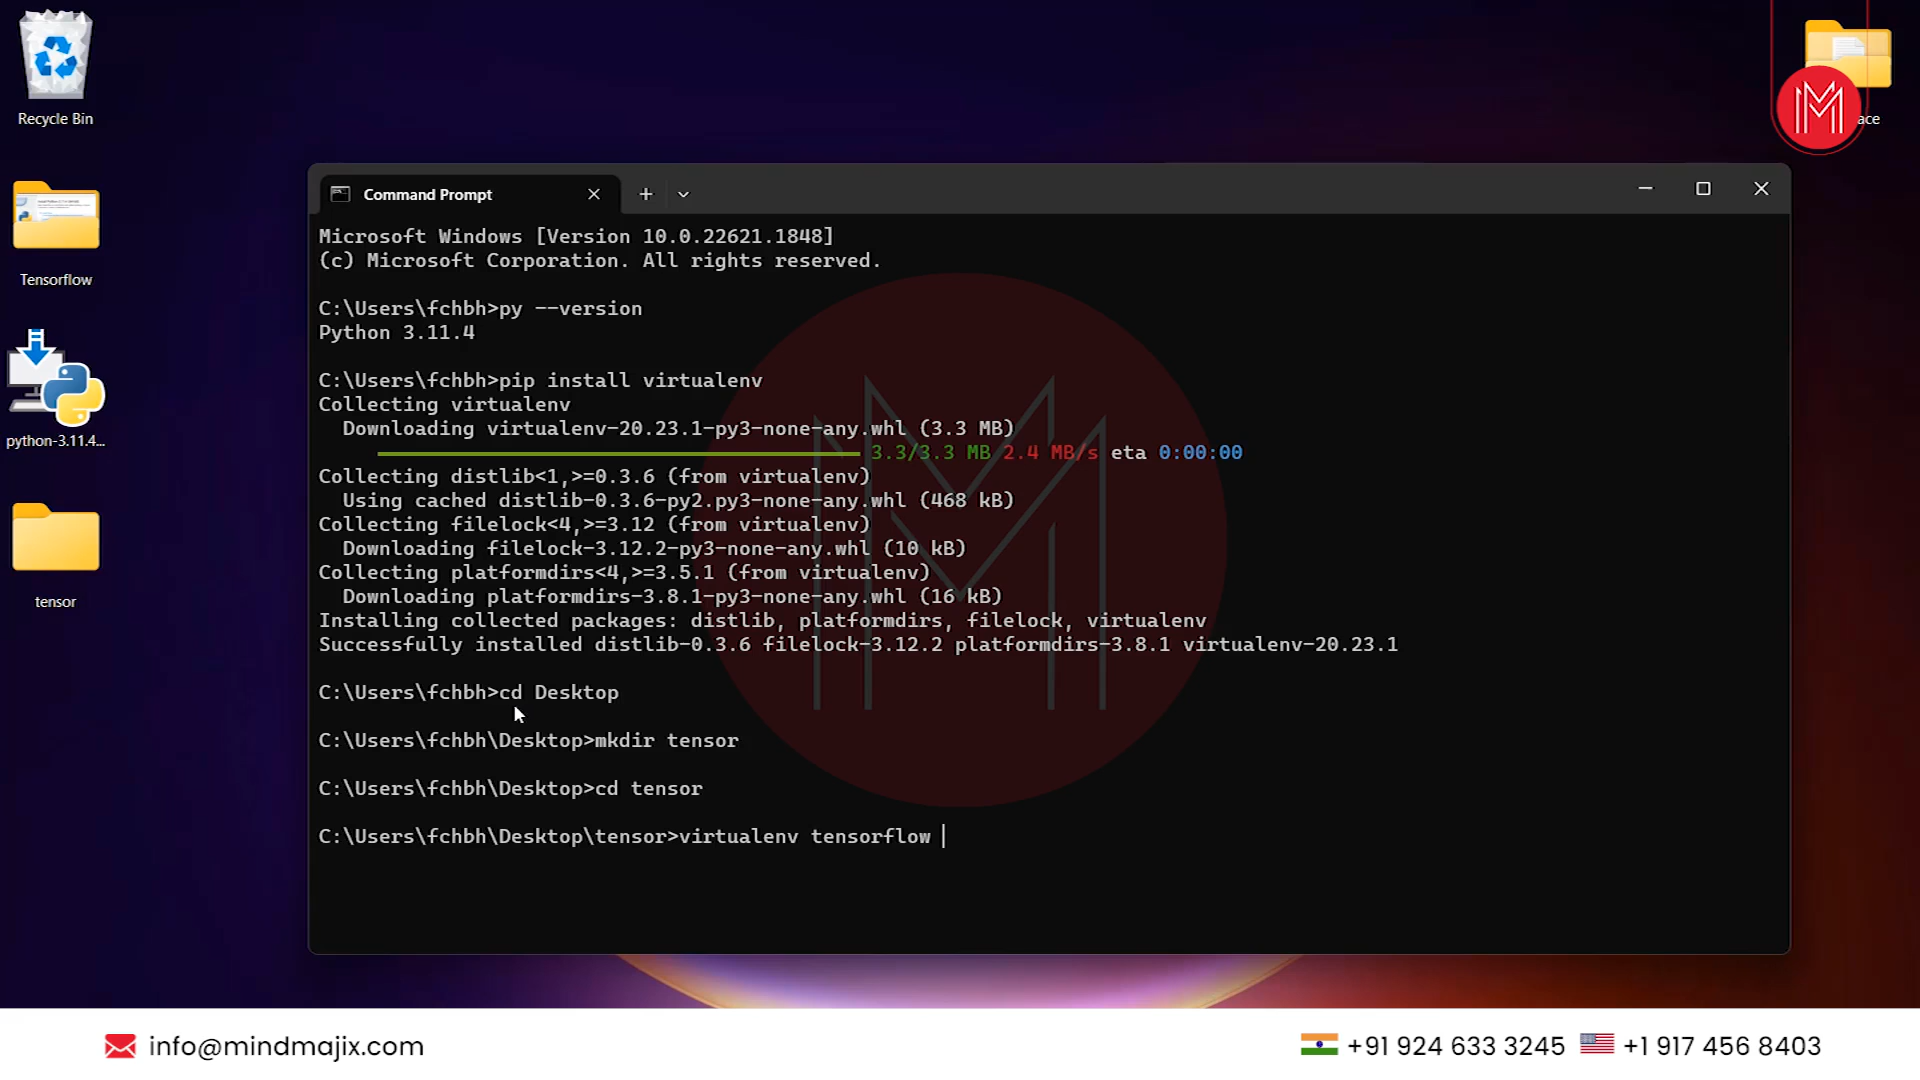 Recycle Bin
Tensorflow
python-3.11.4...
tensor
ace
Command Prompt
Microsoft Windows [Version 10.0.22621.1848]
(c) Microsoft Corporation. All rights reserved.
C:\Users\fchbh>py --version
Python 3.11.4
C:\Users\fchbh>pip install virtualenv
Collecting virtualenv
Downloading virtualenv-20.23.1-py3-none-any.whl (3.3 MB)
3.3/3.3 MB 2.4 MB/s eta 0:00:00
Collecting distlib<1,>=0.3.6 (from virtualenv)
Using cached distlib-0.3.6-py2.py3-none-any.whl (468 kB)
Collecting filelock<4,>=3.12 (from virtualenv)
Downloading filelock-3.12.2-py3-none-any.whl (10 kB)
Collecting platformdirs<4,>=3.5.1 (from virtualenv)
Downloading platformdirs-3.8.1-py3-none-any.whl (16 kB)
Installing collected packages: distlib, platformdirs, filelock, virtualenv
Successfully installed distlib-0.3.6 filelock-3.12.2 platformdirs-3.8.1 virtualenv-20.23.1
C:\Users\fchbh>cd Desktop
C:\Users\fchbh\Desktop>mkdir tensor
C:\Users\fchbh\Desktop>cd tensor
C:\Users\fchbh\Desktop\tensor>virtualenv tensorflow
info@mindmajix.com
+91 924 633 3245
+1 917 456 8403